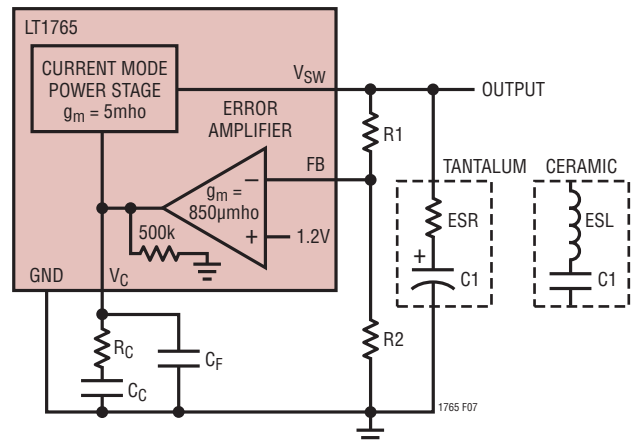 LT1765
CURRENT MODE
POWER STAGE
gm = 5mho
VSW
OUTPUT
ERROR
AMPLIFIER
R1
FB
TANTALUM
CERAMIC
gm =
850µmho
–
+
1.2V
500k
ESR
ESL
+
C1
C1
GND
VC
R2
RC
CF
CC
1765 F07